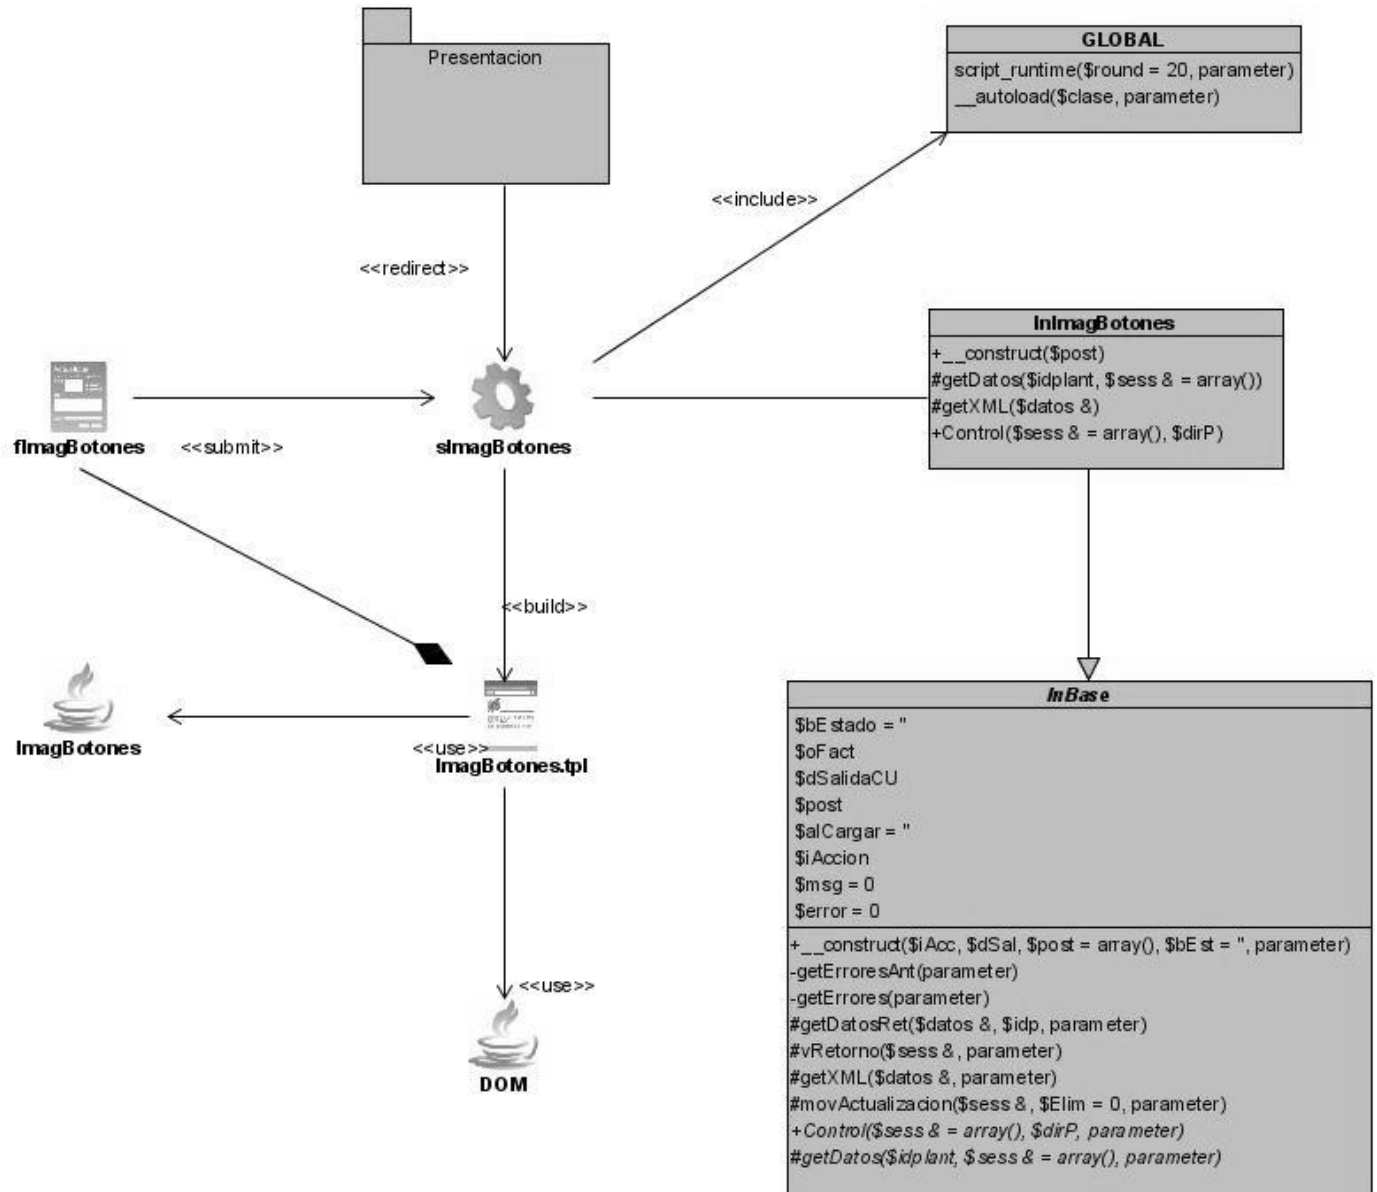 Presentacion
GLOBAL
script_runtime($round = 20, parameter)
__autoload($clase, parameter)
<<include>>
<<redirect>>
InImagBotones
+__construct($post)
#getDatos($idplant, $sess & = array())
#getXML($datos &)
+Control($sess & = array(), $dirP)
fImagBotones
<<submit>>
sImagBotones
<<build>>
ImagBotones
<<use>>
ImagBotones.tpl
InBase
$bEstado = ''
$oFact
$dSalidaCU
$post
$alCargar = ''
$iAccion
$msg = 0
$error = 0
+__construct($iAcc, $dSal, $post = array(), $bEst = '', parameter)
-getErroresAnt(parameter)
-getErrores(parameter)
#getDatosRet($datos &, $idp, parameter)
#vRetorno($sess &, parameter)
#getXML($datos &, parameter)
#movActualizacion($sess &, $Elim = 0, parameter)
+Control($sess & = array(), $dirP, parameter)
#getDatos($idplant, $sess & = array(), parameter)
<<use>>
DOM